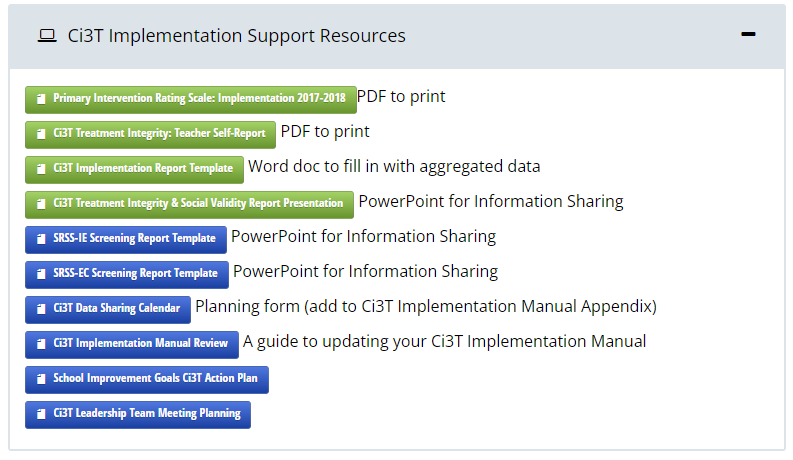 Ci3T Implementation Support Resources
Primary Intervention Rating Scale: Implementation 2017-2018 PDF to print
Ci3T Treatment Integrity: Teacher Self-Report PDF to print
Ci3T Implementation Report Template Word doc to fill in with aggregated data
Ci3T Treatment Integrity & Social Validity Report Presentation PowerPoint for Information Sharing
SRSS-IE Screening Report Template PowerPoint for Information Sharing
SRSS-EC Screening Report Template PowerPoint for Information Sharing
Ci3T Data Sharing Calendar Planning form (add to Ci3T Implementation Manual Appendix)
Ci3T Implementation Manual Review A guide to updating your Ci3T Implementation Manual
School Improvement Goals Ci3T Action Plan
Ci3T Leadership Team Meeting Planning